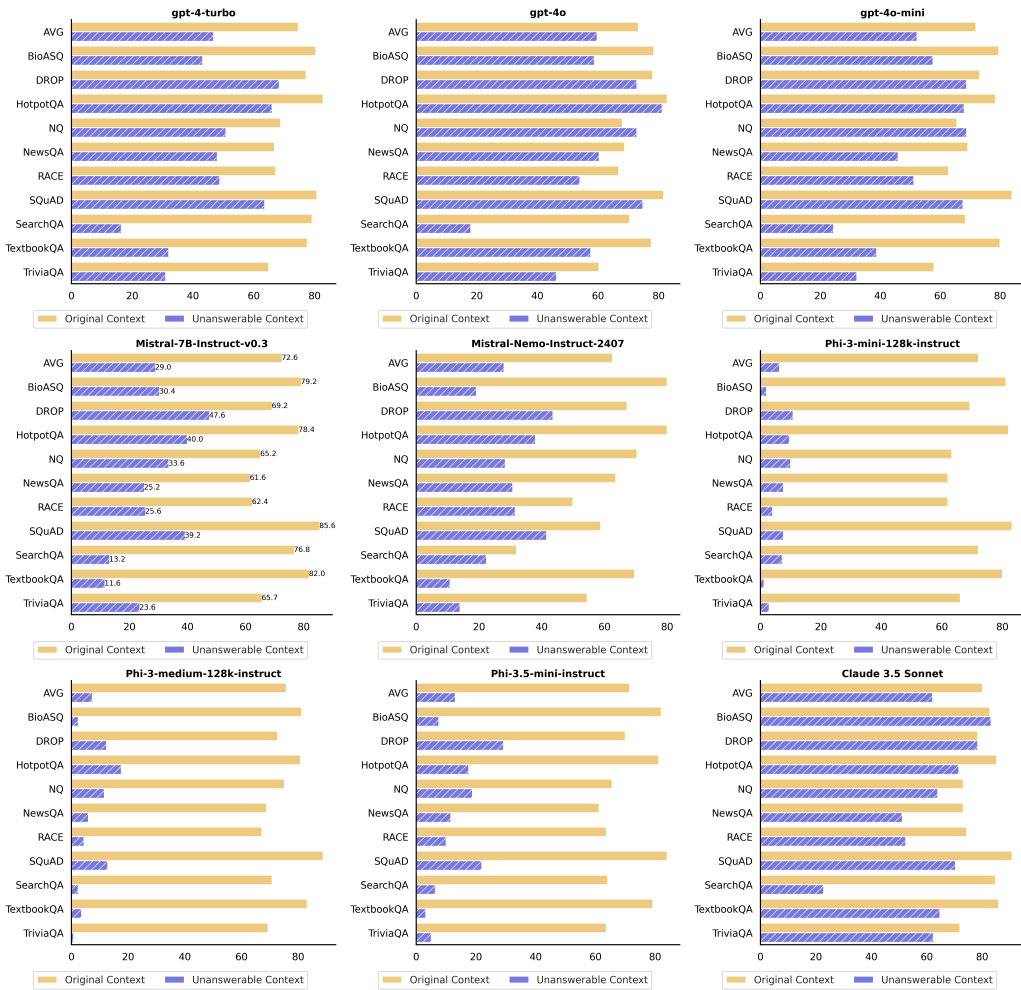 gpt-4-turbo
AVG
BioASQ
DROP
HotpotQA
NQ
NewsQA
RACE
SQuAD
SearchQA
TextbookQA
TriviaQA
0 20 40 60 80
Original Context Unanswerable Context
gpt-4o
AVG
BioASQ
DROP
HotpotQA
NQ
NewsQA
RACE
SQuAD
SearchQA
TextbookQA
TriviaQA
0 20 40 60 80
Original Context Unanswerable Context
gpt-4o-mini
AVG
BioASQ
DROP
HotpotQA
NQ
NewsQA
RACE
SQuAD
SearchQA
TextbookQA
TriviaQA
0 20 40 60 80
Original Context Unanswerable Context
Mistral-7B-Instruct-v0.3
AVG 72.6
29.0
BioASQ 79.2
30.4
DROP 69.2
47.6
HotpotQA 78.4
40.0
NQ 65.2
33.6
NewsQA 61.6
25.2
RACE 62.4
25.6
SQuAD 85.6
39.2
SearchQA 76.8
13.2
TextbookQA 82.0
11.6
TriviaQA 65.7
23.6
0 20 40 60 80
Original Context Unanswerable Context
Mistral-Nemo-Instruct-2407
AVG
BioASQ
DROP
HotpotQA
NQ
NewsQA
RACE
SQuAD
SearchQA
TextbookQA
TriviaQA
0 20 40 60 80
Original Context Unanswerable Context
Phi-3-mini-128k-instruct
AVG
BioASQ
DROP
HotpotQA
NQ
NewsQA
RACE
SQuAD
SearchQA
TextbookQA
TriviaQA
0 20 40 60 80
Original Context Unanswerable Context
Phi-3-medium-128k-instruct
AVG
BioASQ
DROP
HotpotQA
NQ
NewsQA
RACE
SQuAD
SearchQA
TextbookQA
TriviaQA
0 20 40 60 80
Original Context Unanswerable Context
Phi-3.5-mini-instruct
AVG
BioASQ
DROP
HotpotQA
NQ
NewsQA
RACE
SQuAD
SearchQA
TextbookQA
TriviaQA
0 20 40 60 80
Original Context Unanswerable Context
Claude 3.5 Sonnet
AVG
BioASQ
DROP
HotpotQA
NQ
NewsQA
RACE
SQuAD
SearchQA
TextbookQA
TriviaQA
0 20 40 60 80
Original Context Unanswerable Context